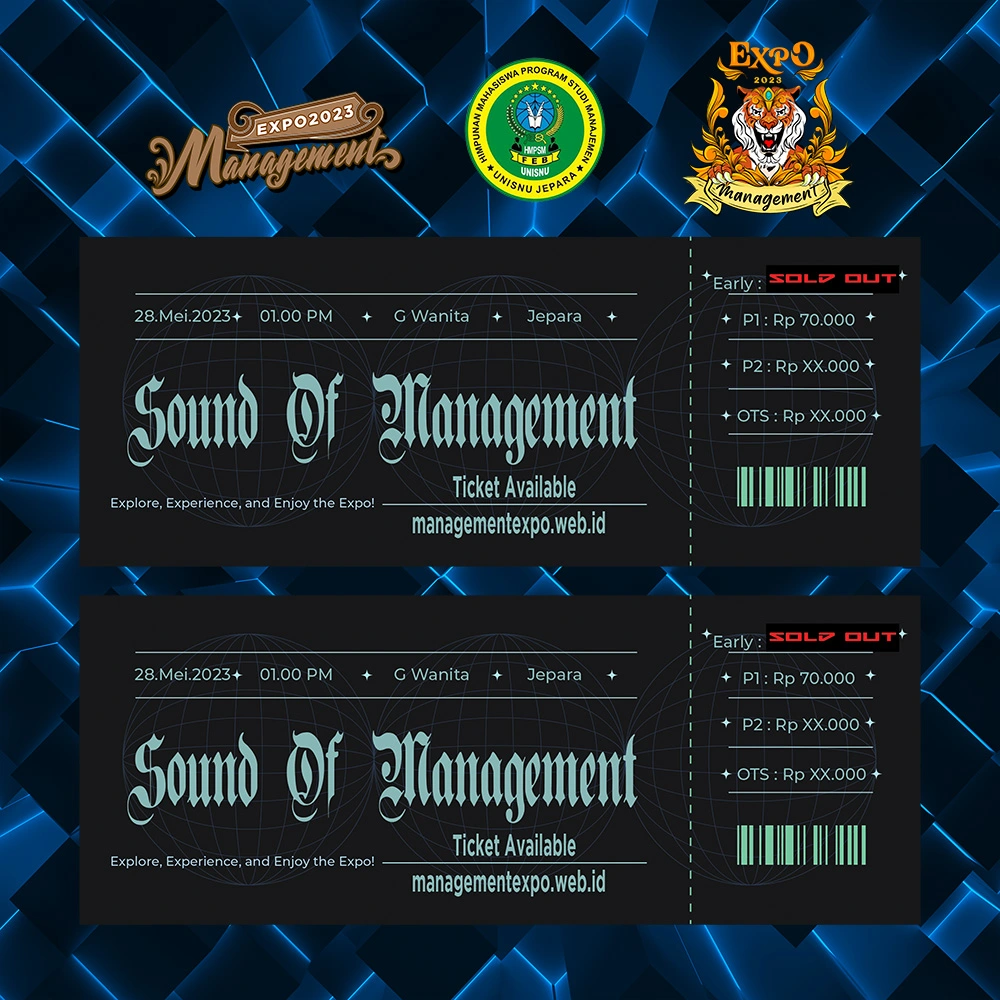 EXPO2023
Management
HIMPUNAN MAHASISWA PROGRAM STUDI MANAJEMEN
HMPSM
FEB
UNISNU
★ UNISNU JEPARA ★
EXPO
2023
Management
Early : SOLD OUT
28.Mei.2023 01.00 PM G Wanita Jepara
P1 : Rp 70.000
P2 : Rp XX.000
Sound Of Management
OTS : Rp XX.000
Ticket Available
Explore, Experience, and Enjoy the Expo!
managementexpo.web.id
Early : SOLD OUT
28.Mei.2023 01.00 PM G Wanita Jepara
P1 : Rp 70.000
P2 : Rp XX.000
Sound Of Management
OTS : Rp XX.000
Ticket Available
Explore, Experience, and Enjoy the Expo!
managementexpo.web.id